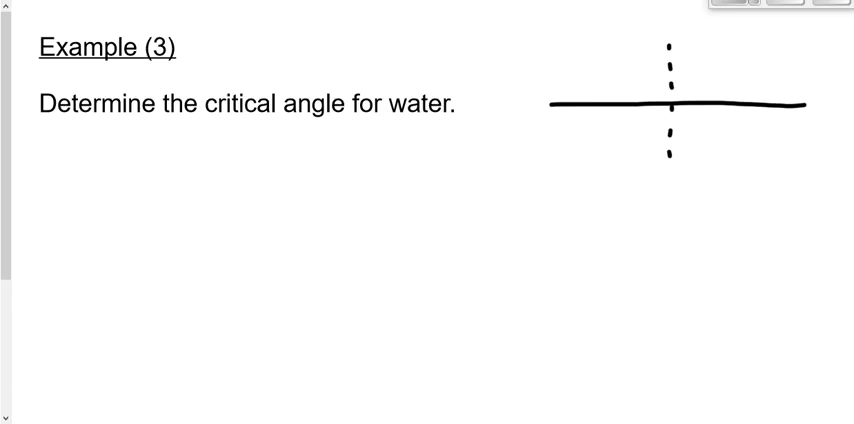 Example (3)
Determine the critical angle for water.